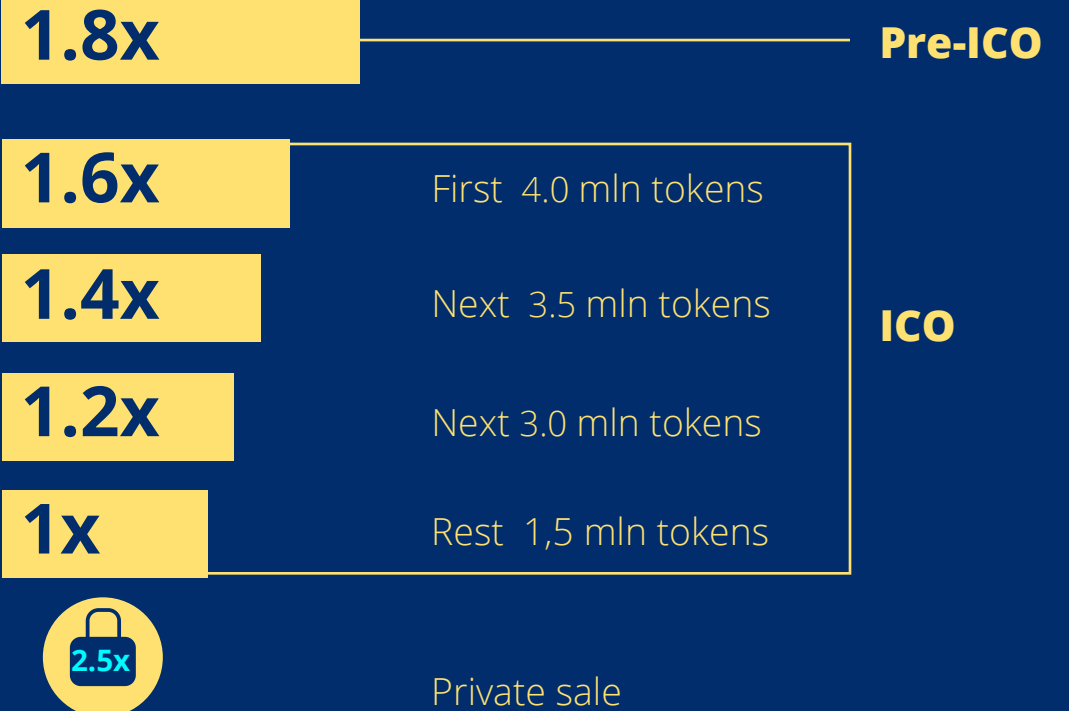 1.8x Pre-ICO
1.6x First 4.0 mln tokens
1.4x Next 3.5 mln tokens
ICO
1.2x Next 3.0 mln tokens
1x Rest 1,5 mln tokens
2.5x
Private sale